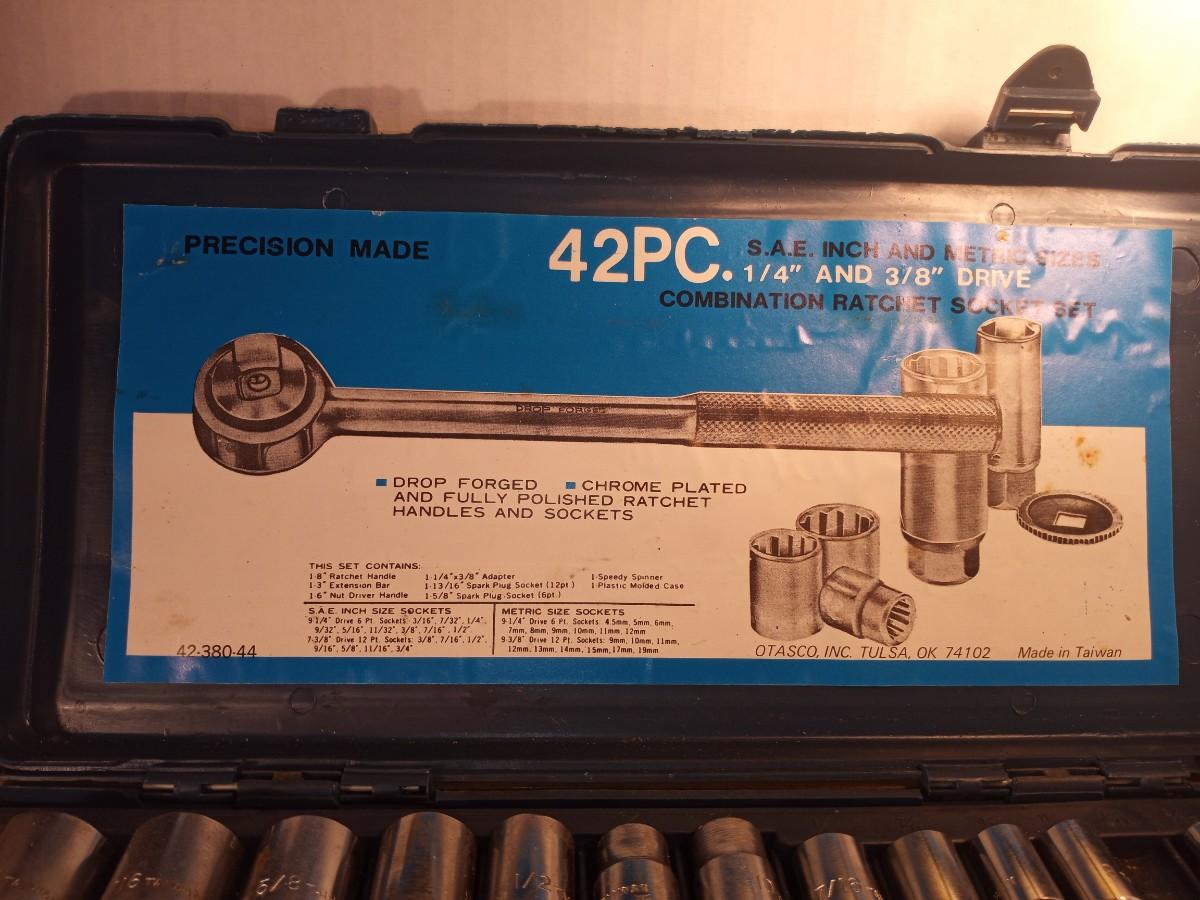 PRECISION MADE
42PC.
S.A.E. INCH AND METRIC SIZES
1/4" AND 3/8" DRIVE
COMBINATION RATCHET SOCKET SET
DROP FORGED
■ DROP FORGED ■ CHROME PLATED
AND FULLY POLISHED RATCHET
HANDLES AND SOCKETS
THIS SET CONTAINS:
1-8" Ratchet Handle 1-1/4"x3/8" Adapter 1-Speedy Spinner
1-3" Extension Bar 1-13/16" Spark Plug Socket (12pt.) 1-Plastic Molded Case
1-6" Nut Driver Handle 1-5/8" Spark Plug Socket (6pt.)
S.A.E. INCH SIZE SOCKETS
9-1/4" Drive 6 Pt. Sockets: 3/16", 7/32", 1/4",
9/32", 5/16", 11/32", 3/8", 7/16", 1/2"
7-3/8" Drive 12 Pt. Sockets: 3/8", 7/16", 1/2",
9/16", 5/8", 11/16", 3/4"
METRIC SIZE SOCKETS
9-1/4" Drive 6 Pt. Sockets: 4.5mm, 5mm, 6mm,
7mm, 8mm, 9mm, 10mm, 11mm, 12mm
9-3/8" Drive 12 Pt. Sockets: 9mm, 10mm, 11mm,
12mm, 13mm, 14mm, 15mm, 17mm, 19mm
42-380-44
OTASCO, INC. TULSA, OK 74102 Made in Taiwan
5/8
1/2
7/16